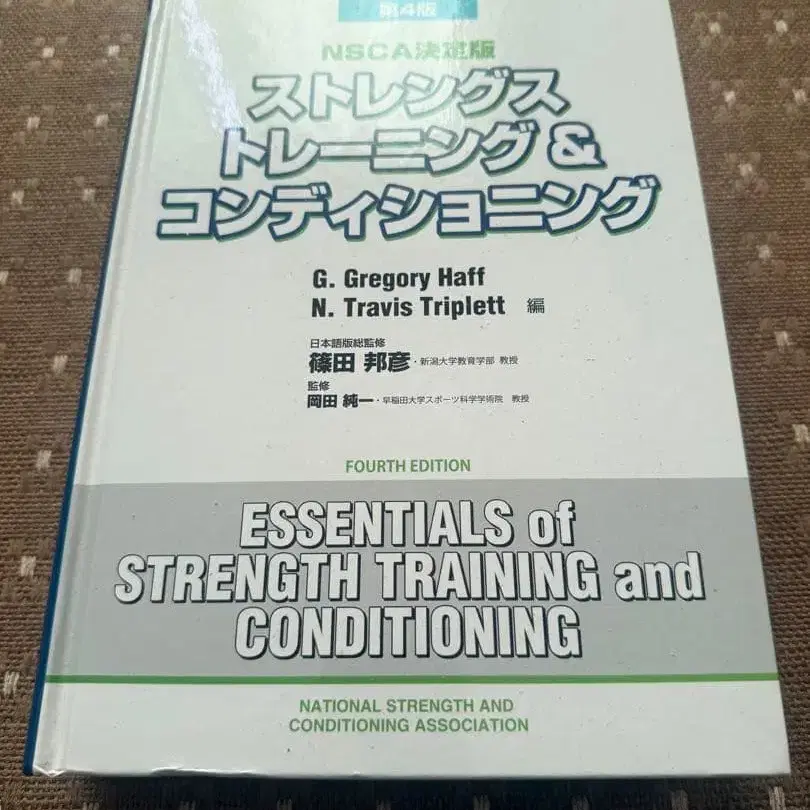 第4版
NSCA決定版
ストレングス
トレーニング&
コンディショニング
G. Gregory Haff
N. Travis Triplett 編
日本語版総監修
篠田 邦彦・新潟大学教育学部 教授
監修
岡田 純一・早稲田大学スポーツ科学学術院 教授
FOURTH EDITION
ESSENTIALS of
STRENGTH TRAINING and
CONDITIONING
NATIONAL STRENGTH AND
CONDITIONING ASSOCIATION